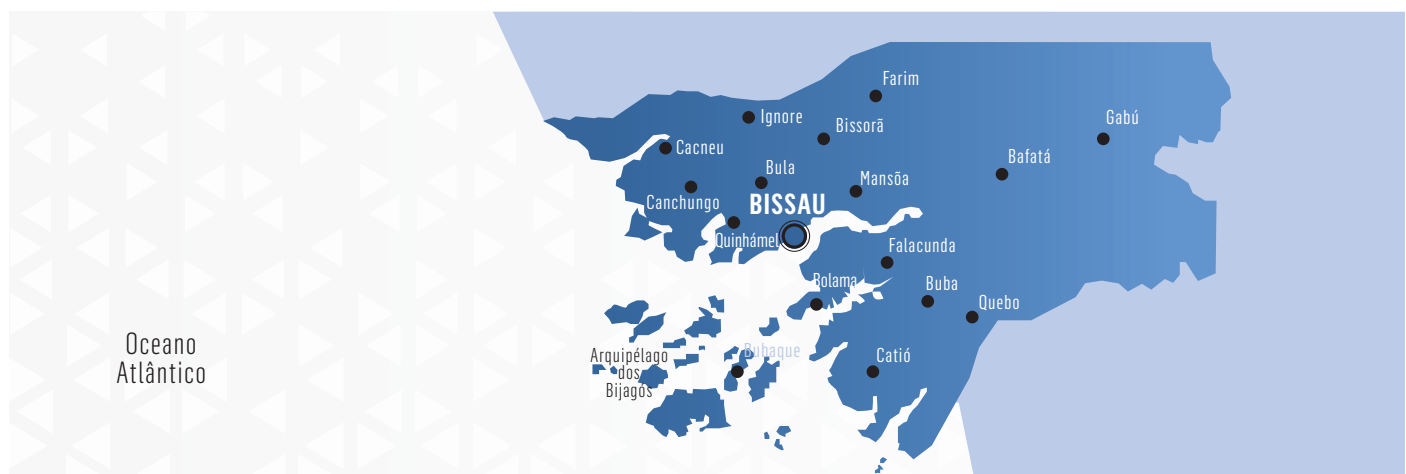 Farim
Ignore
Gabú
Bissorã
Cacneu
Bafatá
Bula
Mansõa
Canchungo
BISSAU
Quinhámel
Falacunda
Bolama
Buba
Quebo
Oceano
Atlântico
Bubaque
Catió
Arquipélago
dos
Bijagós